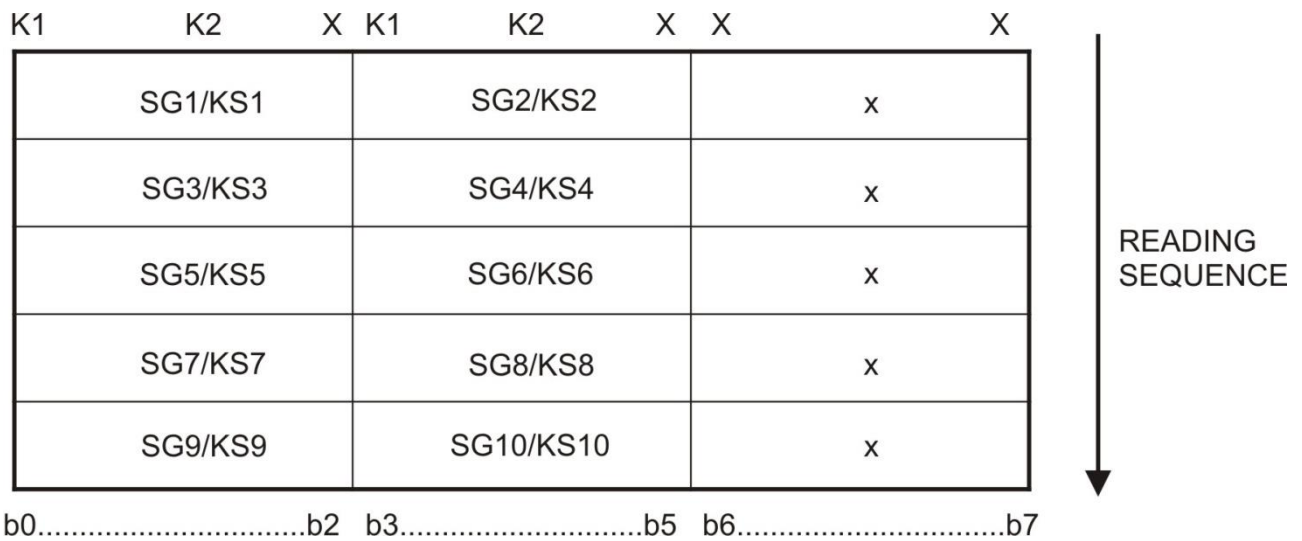 K1 K2 X K1 K2 X X X
SG1/KS1 SG2/KS2 x
SG3/KS3 SG4/KS4 x
SG5/KS5 SG6/KS6 x
SG7/KS7 SG8/KS8 x
SG9/KS9 SG10/KS10 x
b0.................................b2 b3..............................b5 b6.................................b7
READING
SEQUENCE